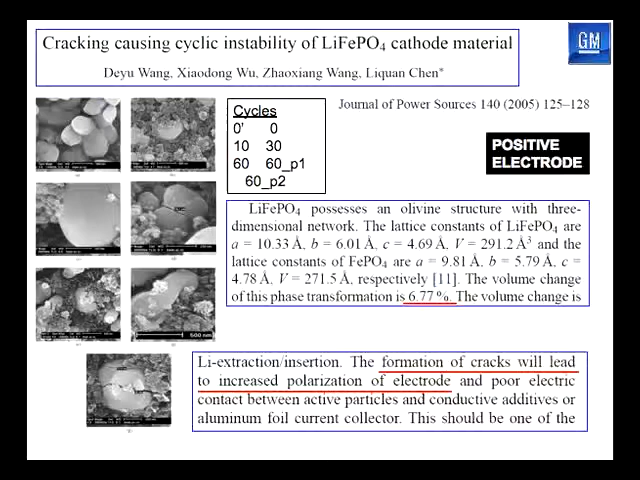 Cracking causing cyclic instability of LiFePO₄ cathode material
GM
Deyu Wang, Xiaodong Wu, Zhaoxiang Wang, Liquan Chen*
Journal of Power Sources 140 (2005) 125–128
Cycles
0' 0
10 30
60 60_p1
60_p2
POSITIVE
ELECTRODE
LiFePO₄ possesses an olivine structure with three-
dimensional network. The lattice constants of LiFePO₄ are
a = 10.33 Å, b = 6.01 Å, c = 4.69 Å, V = 291.2 Å³ and the
lattice constants of FePO₄ are a = 9.81 Å, b = 5.79 Å, c =
4.78 Å, V = 271.5 Å, respectively [11]. The volume change
of this phase transformation is 6.77 %. The volume change is
500 nm
Li-extraction/insertion. The formation of cracks will lead
to increased polarization of electrode and poor electric
contact between active particles and conductive additives or
aluminum foil current collector. This should be one of the